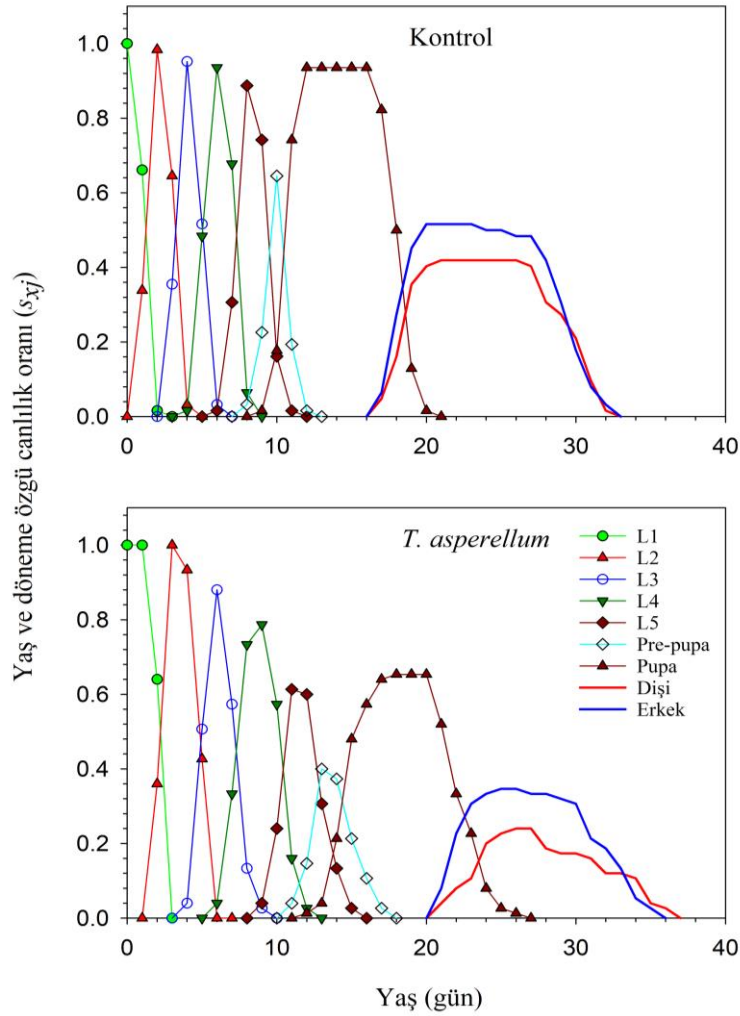 Kontrol
1.0
0.8
0.6
0.4
0.2
0.0
0 10 20 30 40
Yaş ve döneme özgü canlılık oranı (sxj)
T. asperellum
L1
L2
L3
L4
L5
Pre-pupa
Pupa
Dişi
Erkek
1.0
0.8
0.6
0.4
0.2
0.0
0 10 20 30 40
Yaş (gün)